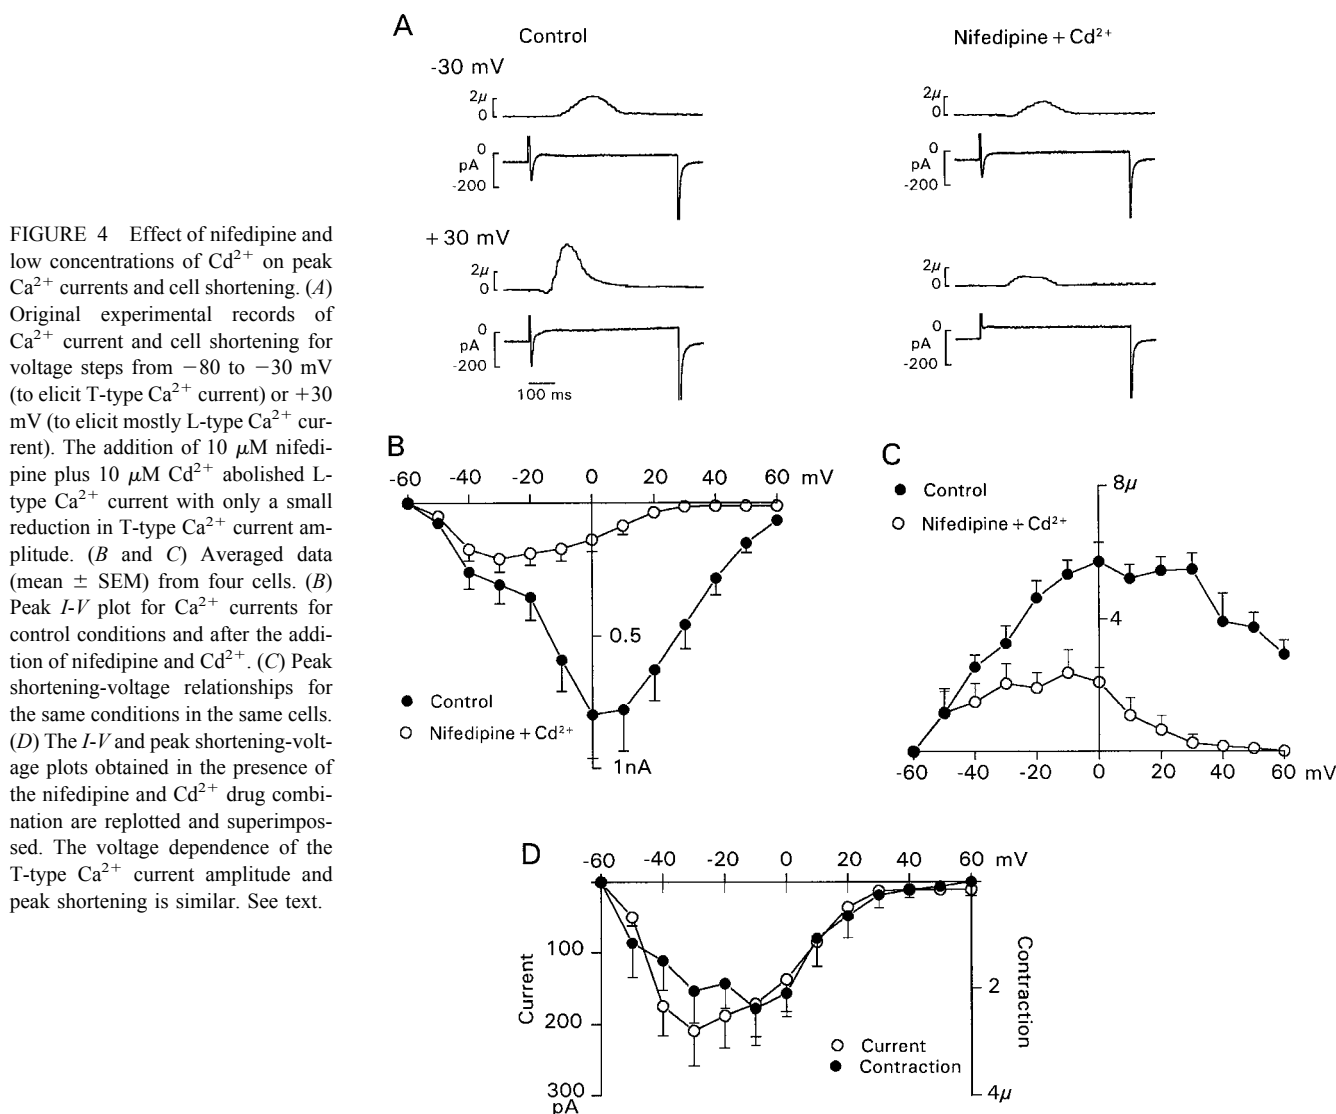 FIGURE 4 Effect of nifedipine and
low concentrations of Cd²⁺ on peak
Ca²⁺ currents and cell shortening. (A)
Original experimental records of
Ca²⁺ current and cell shortening for
voltage steps from −80 to −30 mV
(to elicit T-type Ca²⁺ current) or +30
mV (to elicit mostly L-type Ca²⁺ cur-
rent). The addition of 10 μM nifedi-
pine plus 10 μM Cd²⁺ abolished L-
type Ca²⁺ current with only a small
reduction in T-type Ca²⁺ current am-
plitude. (B and C) Averaged data
(mean ± SEM) from four cells. (B)
Peak I-V plot for Ca²⁺ currents for
control conditions and after the addi-
tion of nifedipine and Cd²⁺. (C) Peak
shortening-voltage relationships for
the same conditions in the same cells.
(D) The I-V and peak shortening-volt-
age plots obtained in the presence of
the nifedipine and Cd²⁺ drug combi-
nation are replotted and superimpos-
sed. The voltage dependence of the
T-type Ca²⁺ current amplitude and
peak shortening is similar. See text.
A
Control
Nifedipine + Cd²⁺
-30 mV
2μ
0
0
pA
-200
2μ
0
0
pA
-200
+30 mV
2μ
0
0
pA
-200
100 ms
2μ
0
0
pA
-200
B
-60 -40 -20 0 20 40 60 mV
0.5
1nA
Control
Nifedipine + Cd²⁺
C
Control
Nifedipine + Cd²⁺
8μ
4
-60 -40 -20 0 20 40 60 mV
D
-60 -40 -20 0 20 40 60 mV
100
200
300
pA
Current
2
4μ
Contraction
Current
Contraction